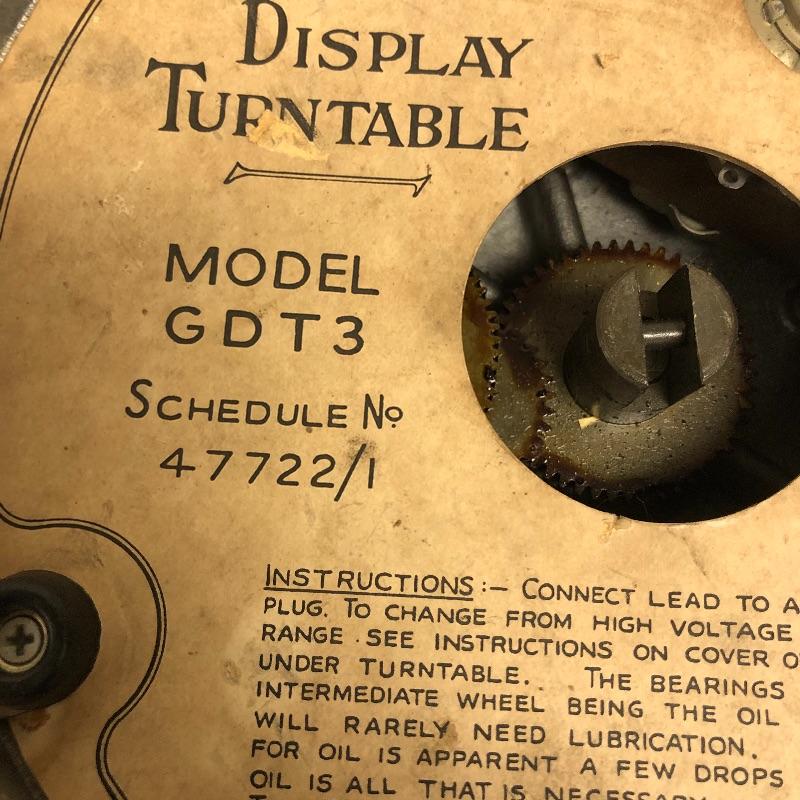 DISPLAY
TURNTABLE
MODEL
GDT3
SCHEDULE No
47722/1
INSTRUCTIONS :— CONNECT LEAD TO A
PLUG. TO CHANGE FROM HIGH VOLTAGE
RANGE SEE INSTRUCTIONS ON COVER
UNDER TURNTABLE. THE BEARINGS
INTERMEDIATE WHEEL BEING THE OIL
WILL RARELY NEED LUBRICATION.
FOR OIL IS APPARENT A FEW DROPS
OIL IS ALL THAT IS NECESSARY